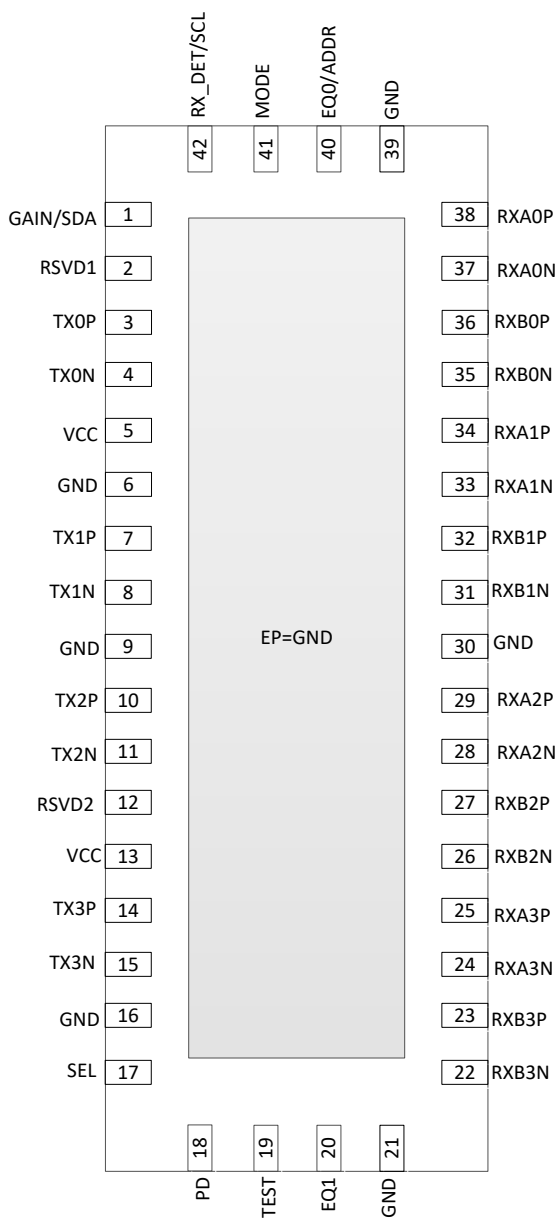 RX_DET/SCL
MODE
EQ0/ADDR
GND
42
41
40
39
GAIN/SDA 1
38 RXA0P
RSVD1 2
37 RXA0N
TX0P 3
36 RXB0P
TX0N 4
35 RXB0N
VCC 5
34 RXA1P
GND 6
33 RXA1N
TX1P 7
32 RXB1P
TX1N 8
31 RXB1N
GND 9
EP=GND
30 GND
TX2P 10
29 RXA2P
TX2N 11
28 RXA2N
RSVD2 12
27 RXB2P
VCC 13
26 RXB2N
TX3P 14
25 RXA3P
TX3N 15
24 RXA3N
GND 16
23 RXB3P
SEL 17
22 RXB3N
18
19
20
21
PD
TEST
EQ1
GND